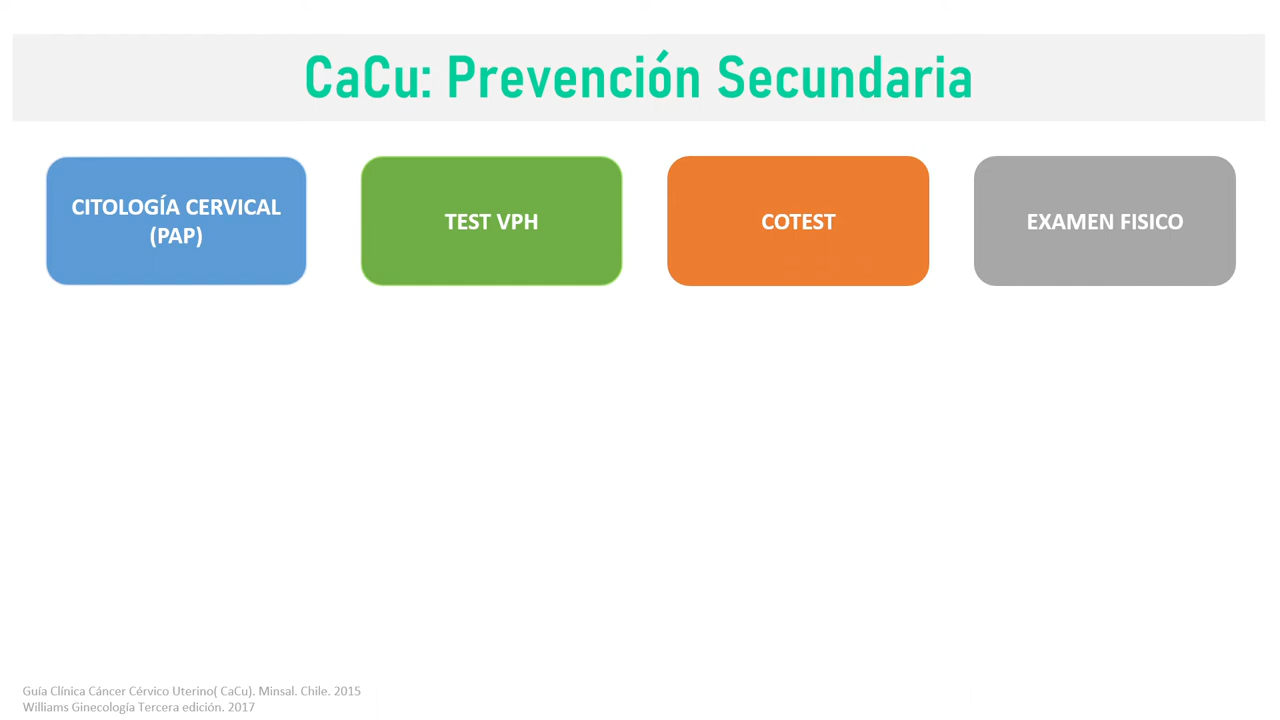 CaCu: Prevención Secundaria
CITOLOGÍA CERVICAL
(PAP)
TEST VPH
COTEST
EXAMEN FISICO
Guía Clínica Cáncer Cérvico Uterino( CaCu). Minsal. Chile. 2015
Williams Ginecología Tercera edición. 2017